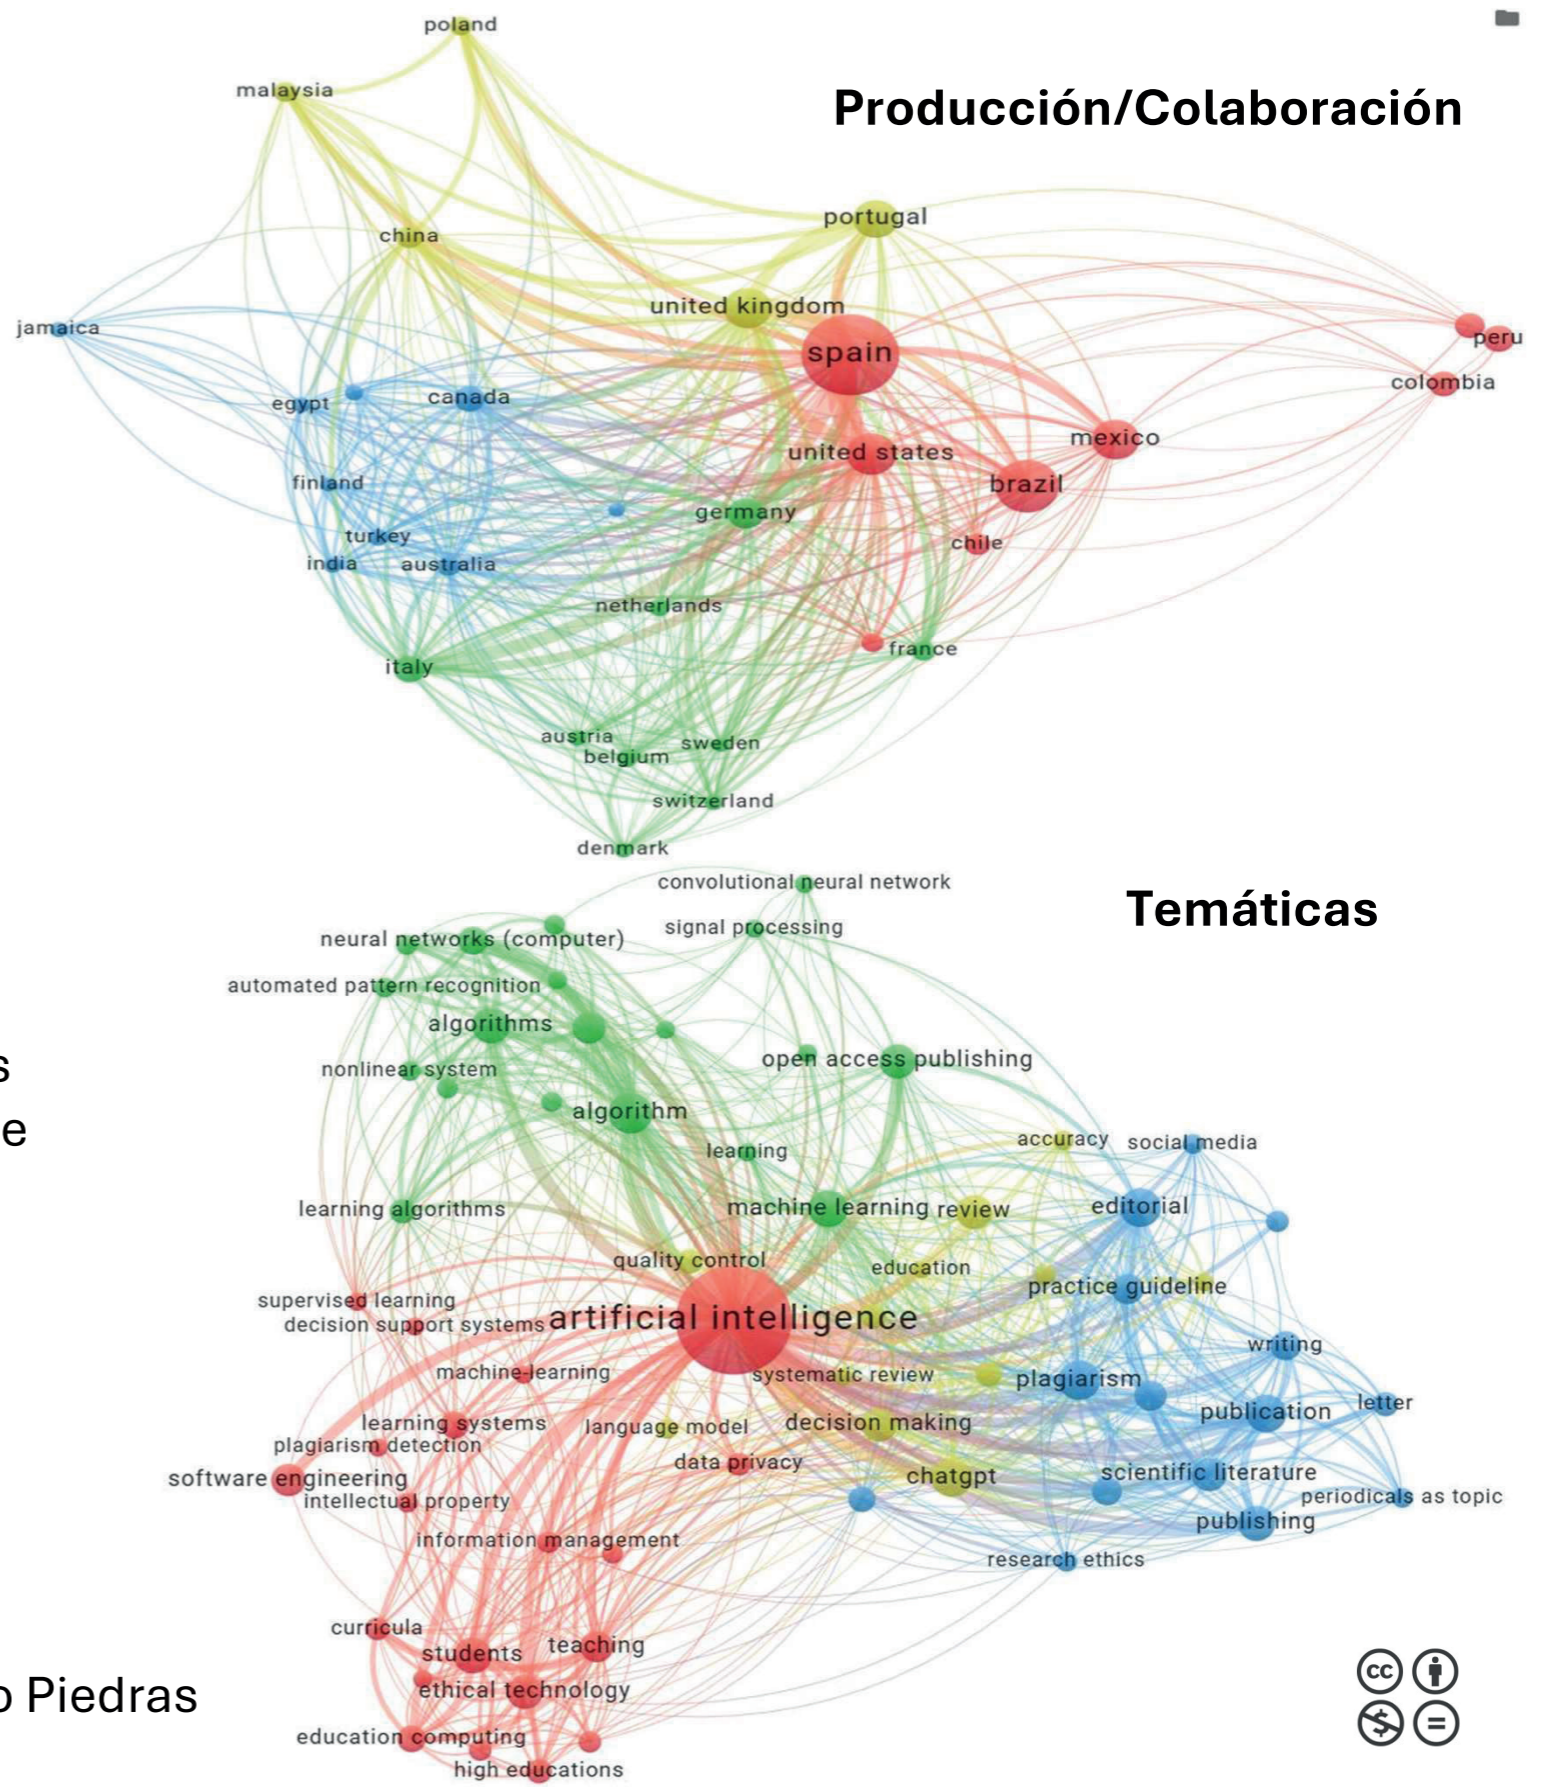 poland
malaysia
Producción/Colaboración
portugal
china
united kingdom
jamaica
peru
spain
colombia
egypt
canada
mexico
united states
finland
brazil
germany
turkey
chile
india
australia
netherlands
france
italy
austria
sweden
belgium
switzerland
denmark
convolutional neural network
Temáticas
signal processing
neural networks (computer)
automated pattern recognition
algorithms
open access publishing
s
nonlinear system
algorithm
e
accuracy
social media
learning
learning algorithms
machine learning
review
editorial
quality control
education
practice guideline
supervised learning
artificial intelligence
decision support systems
writing
machine-learning
systematic review
plagiarism
letter
publication
learning systems
language model
decision making
plagiarism detection
data privacy
software engineering
chatgpt
scientific literature
intellectual property
periodicals as topic
publishing
information management
research ethics
curricula
students
teaching
ethical technology
o Piedras
education computing
high educations
cc
$
=